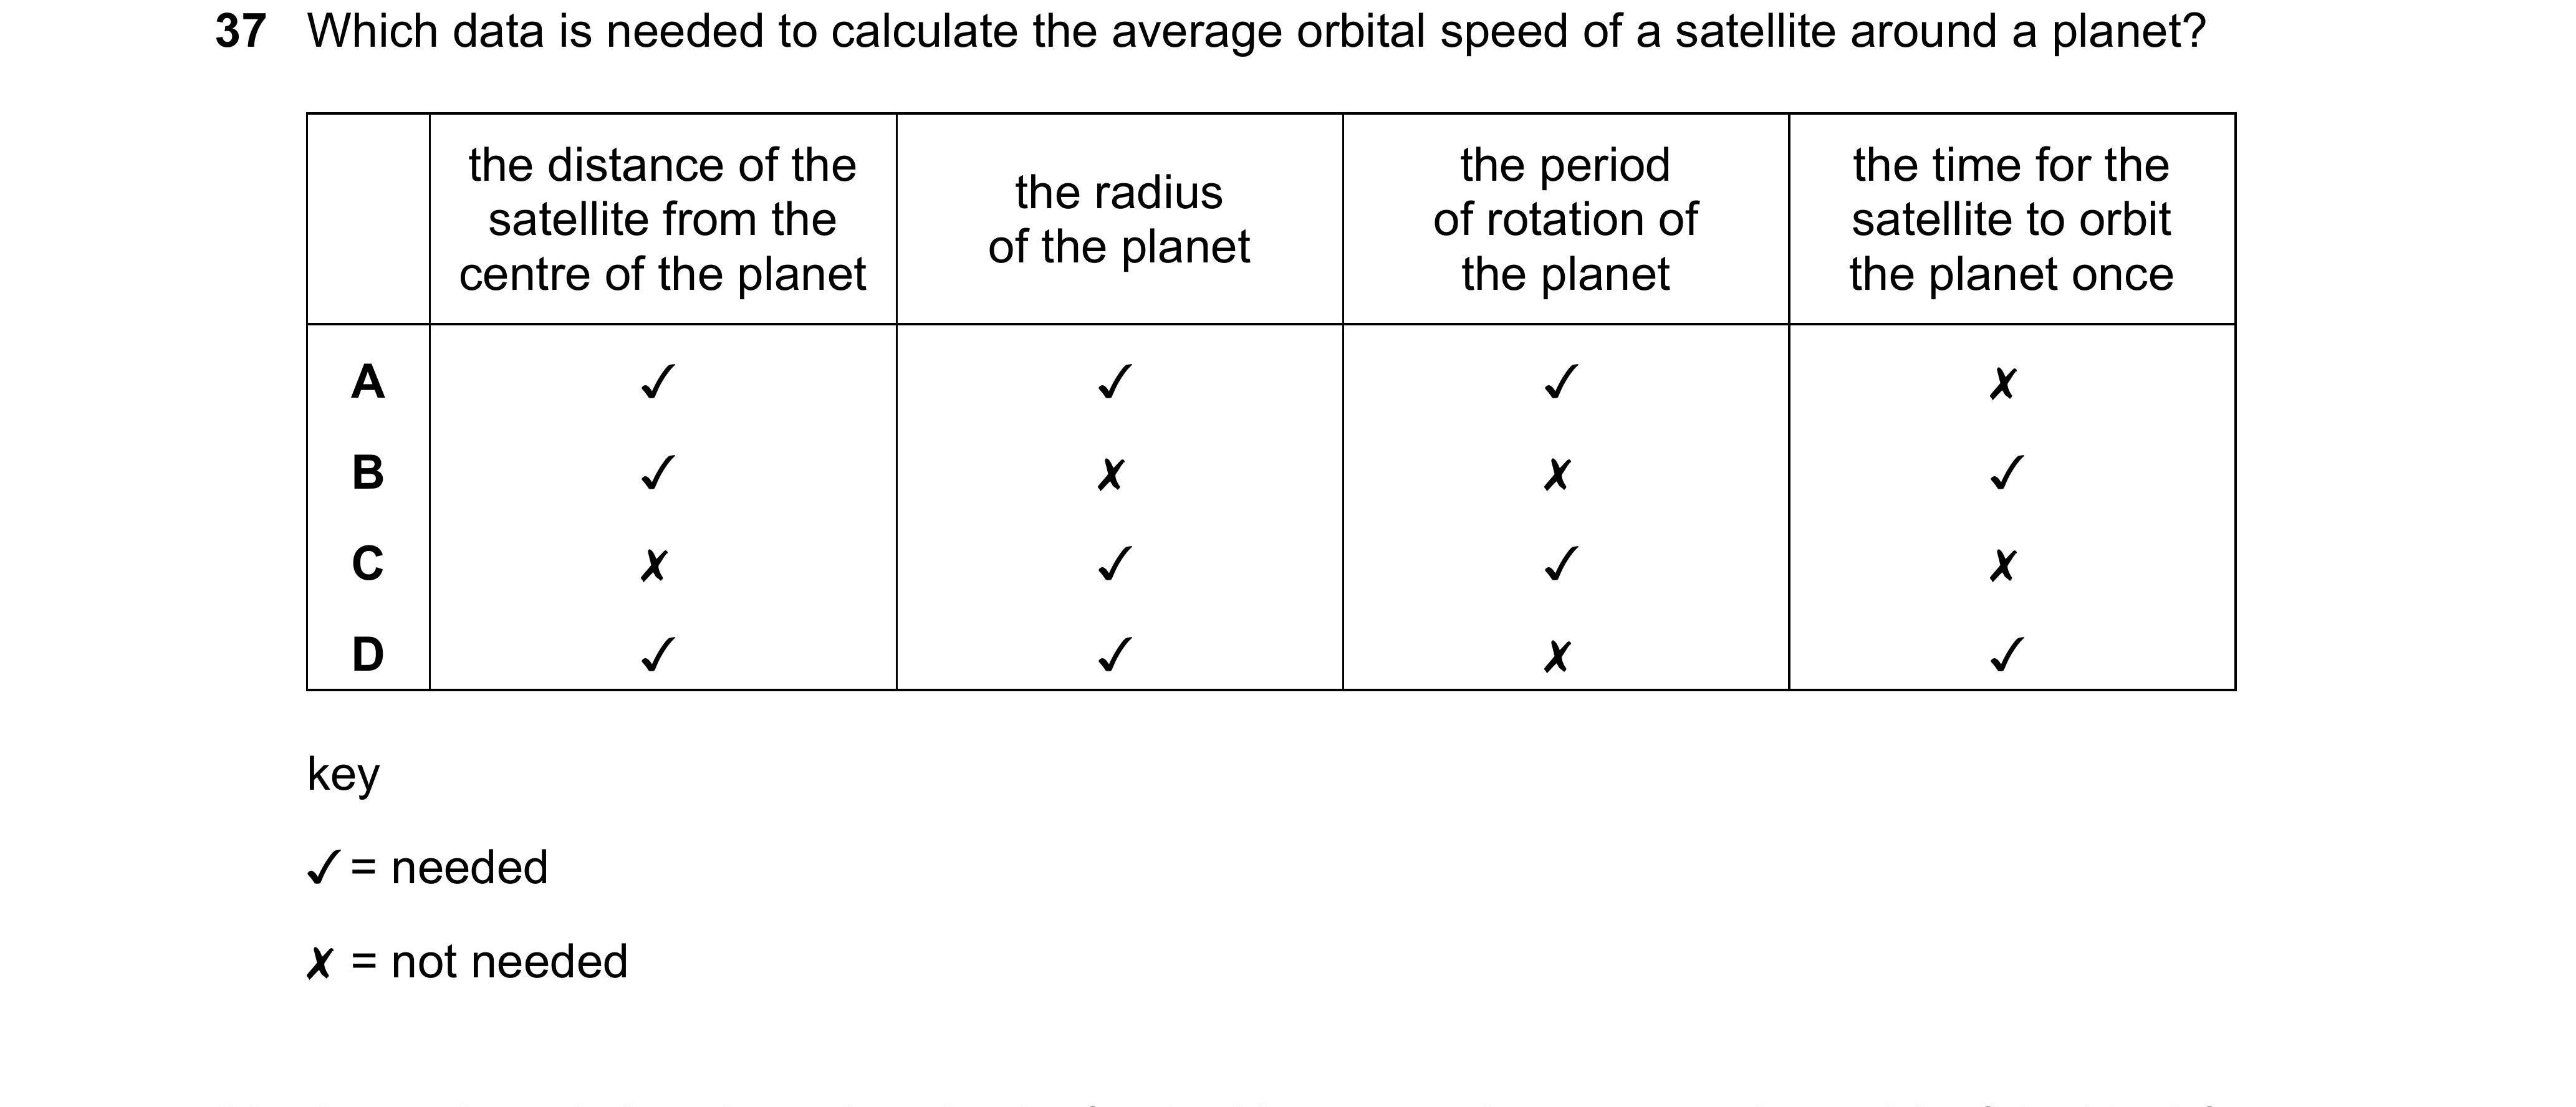 37 Which data is needed to calculate the average orbital speed of a satellite around a planet?
the distance of the satellite from the centre of the planet
the radius of the planet
the period of rotation of the planet
the time for the satellite to orbit the planet once
A ✓ ✓ ✓ ✗
B ✓ ✗ ✗ ✓
C ✗ ✓ ✓ ✗
D ✓ ✓ ✗ ✓
key
✓ = needed
✗ = not needed